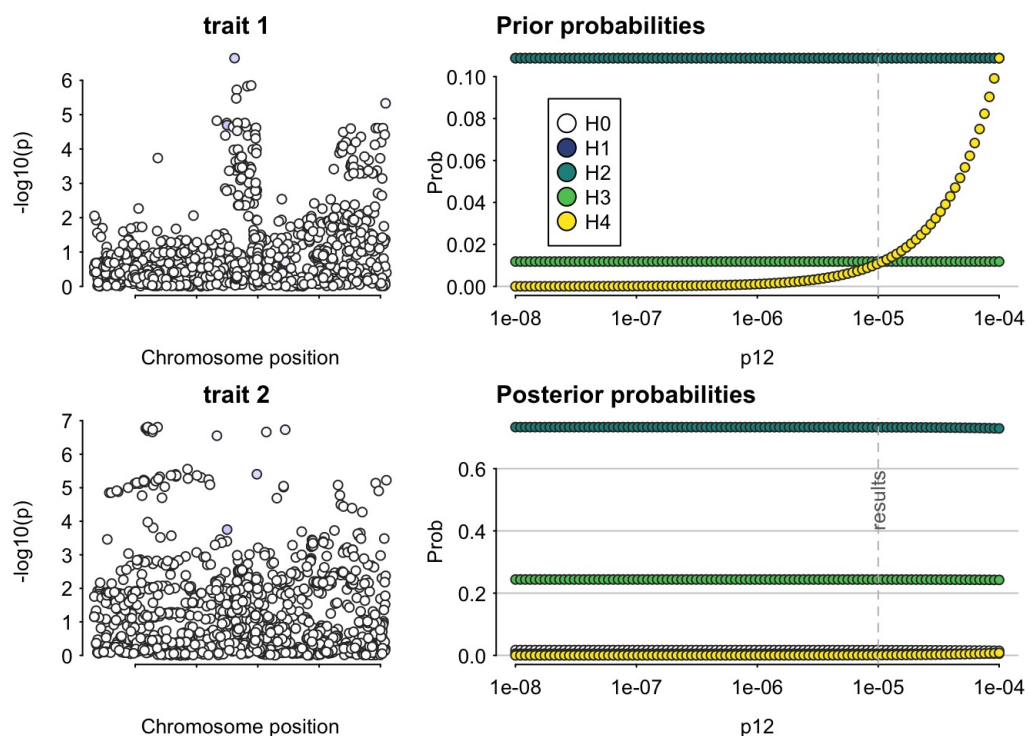 trait 1
6
5
4
3
2
1
0
-log10(p)
Chromosome position
Prior probabilities
0.10
0.08
0.06
0.04
0.02
0.00
Prob
H0
H1
H2
H3
H4
1e-08 1e-07 1e-06 1e-05 1e-04
p12
trait 2
7
6
5
4
3
2
1
0
-log10(p)
Chromosome position
Posterior probabilities
0.6
0.4
0.2
0.0
Prob
results
1e-08 1e-07 1e-06 1e-05 1e-04
p12